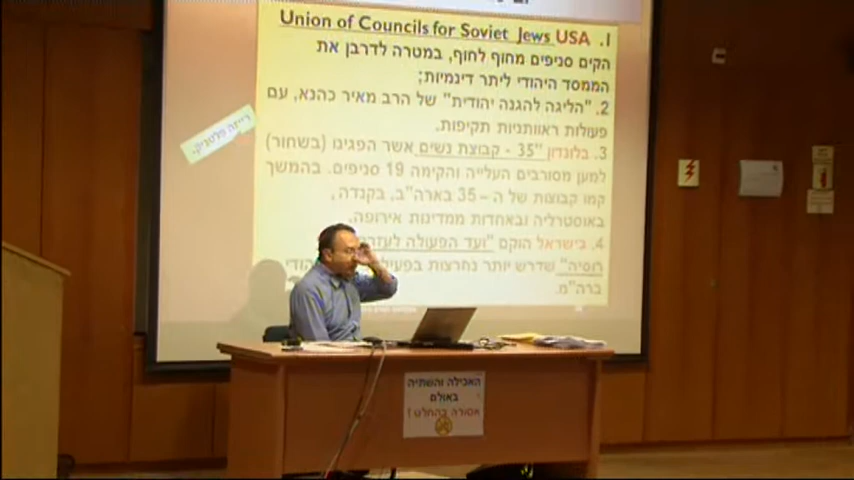 1. Union of Councils for Soviet Jews USA
הקים סניפים מחוף לחוף, במטרה לדרבן את
הממסד היהודי ליתר דינמיות;
2. "הליגה להגנה יהודית" של הרב מאיר כהנא, עם
פעולות ראוותניות תקיפות.
3. בלונדון "35 - קבוצת נשים אשר הפגינו (בשחור)
למען מסורבים העלייה והקימה 19 סניפים. בהמשך
קמו קבוצות של ה – 35 בארה"ב, בקנדה,
באוסטרליה ובאחדות ממדינות אירופה.
4. בישראל הוקם "ועד הפעולה
רוסיה" שדרש יותר נחרצות
ברה"מ.
רייזה פלטניק
האכילה והשתיה
באולם
אסורה בהחלט!